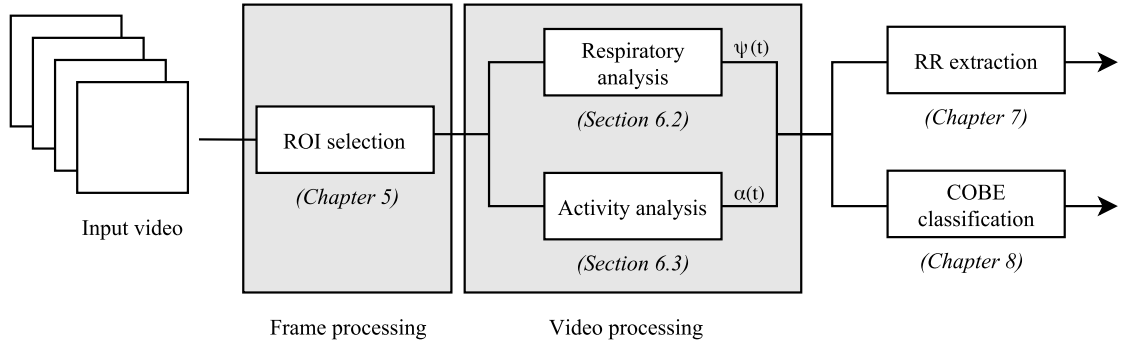 Input video
ROI selection
(Chapter 5)
Frame processing
Respiratory
analysis
(Section 6.2)
ψ(t)
Activity analysis
(Section 6.3)
α(t)
Video processing
RR extraction
(Chapter 7)
COBE
classification
(Chapter 8)